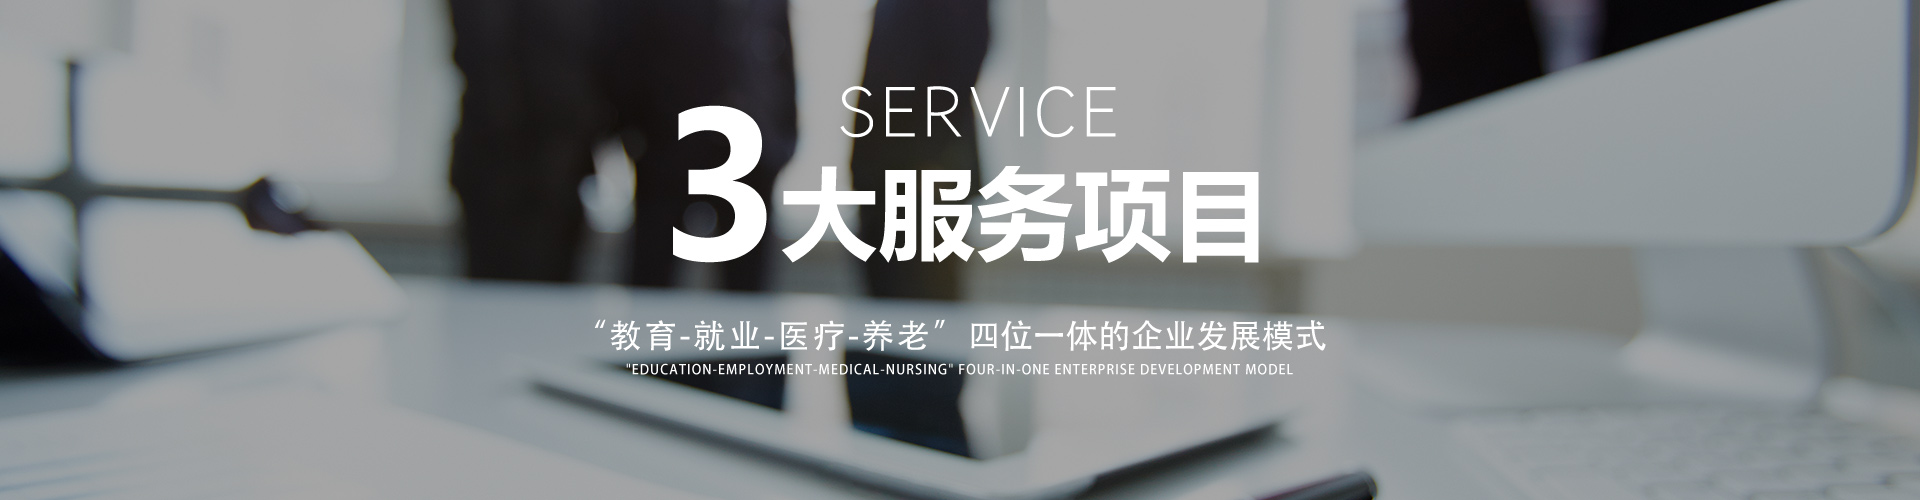 SERVICE
3大服务项目
“教育-就业-医疗-养老” 四位一体的企业发展模式
"EDUCATION-EMPLOYMENT-MEDICAL-NURSING" FOUR-IN-ONE ENTERPRISE DEVELOPMENT MODEL